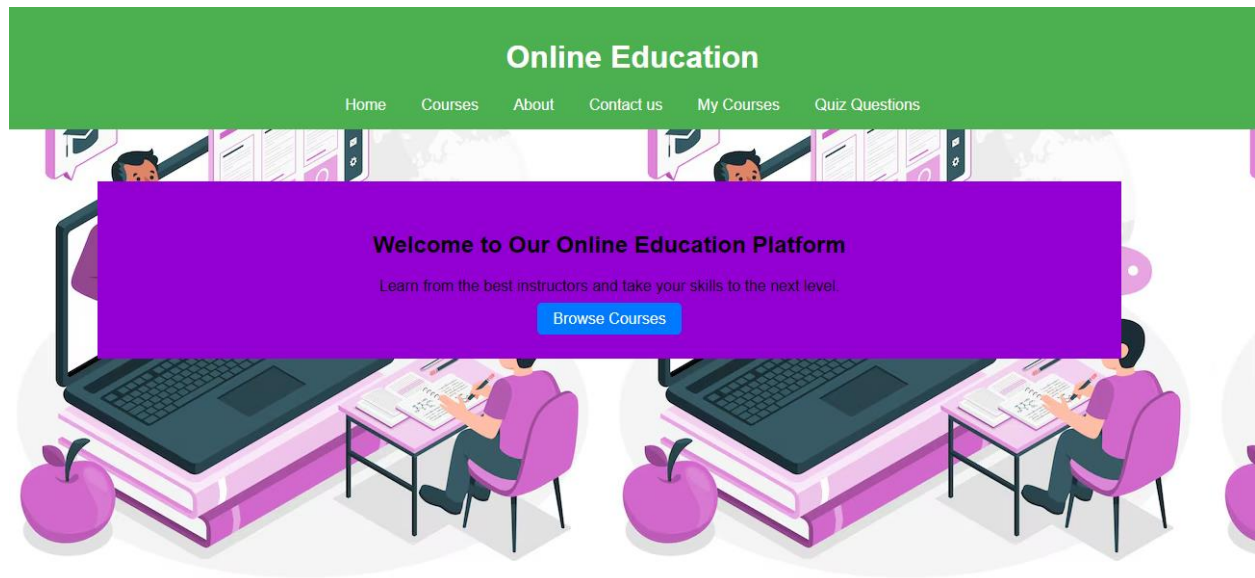 Online Education
Home Courses About Contact us My Courses Quiz Questions
Welcome to Our Online Education Platform
Learn from the best instructors and take your skills to the next level.
Browse Courses